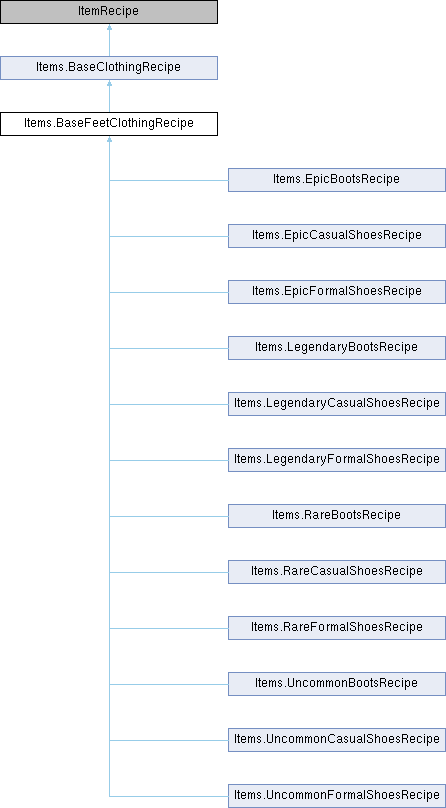 ItemRecipe
Items.BaseClothingRecipe
Items.BaseFeetClothingRecipe
Items.EpicBootsRecipe
Items.EpicCasualShoesRecipe
Items.EpicFormalShoesRecipe
Items.LegendaryBootsRecipe
Items.LegendaryCasualShoesRecipe
Items.LegendaryFormalShoesRecipe
Items.RareBootsRecipe
Items.RareCasualShoesRecipe
Items.RareFormalShoesRecipe
Items.UncommonBootsRecipe
Items.UncommonCasualShoesRecipe
Items.UncommonFormalShoesRecipe